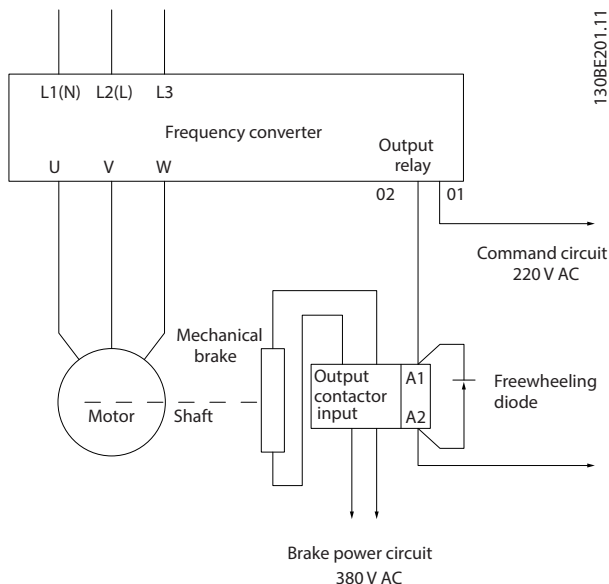 130BE201.11
L1(N) L2(L) L3
Frequency converter
U V W
Output
relay
02 01
Command circuit
220 V AC
Mechanical
brake
Output
contactor
input
A1
A2
Freewheeling
diode
Motor
Shaft
Brake power circuit
380 V AC